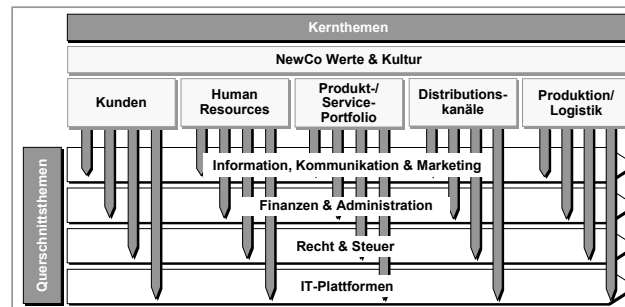 Kernthemen
NewCo Werte & Kultur
Kunden
Human
Resources
Produkt-/
Service-
Portfolio
Distributions-
kanäle
Produktion/
Logistik
Querschnittsthemen
Information, Kommunikation & Marketing
Finanzen & Administration
Recht & Steuer
IT-Plattformen